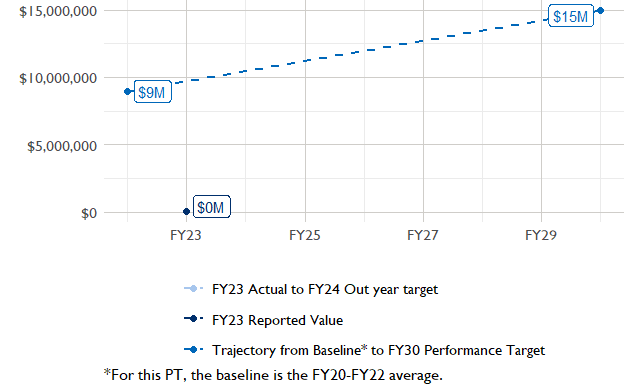 $15,000,000
$15M
$10,000,000
$9M
$5,000,000
$0M
$0
FY23 FY25 FY27 FY29
FY23 Actual to FY24 Out year target
FY23 Reported Value
Trajectory from Baseline* to FY30 Performance Target
*For this PT, the baseline is the FY20-FY22 average.